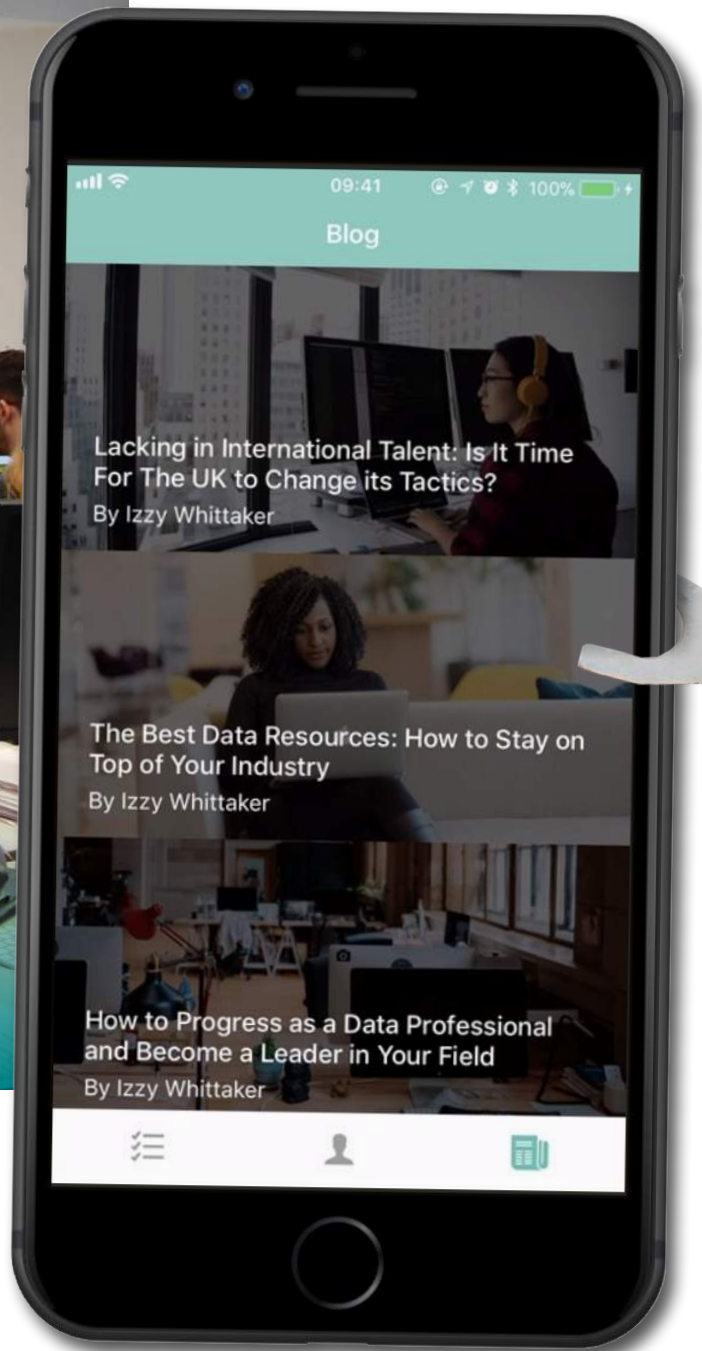 09:41
100%
Blog
Lacking in International Talent: Is It Time
For The UK to Change its Tactics?
By Izzy Whittaker
The Best Data Resources: How to Stay on
Top of Your Industry
By Izzy Whittaker
How to Progress as a Data Professional
and Become a Leader in Your Field
By Izzy Whittaker